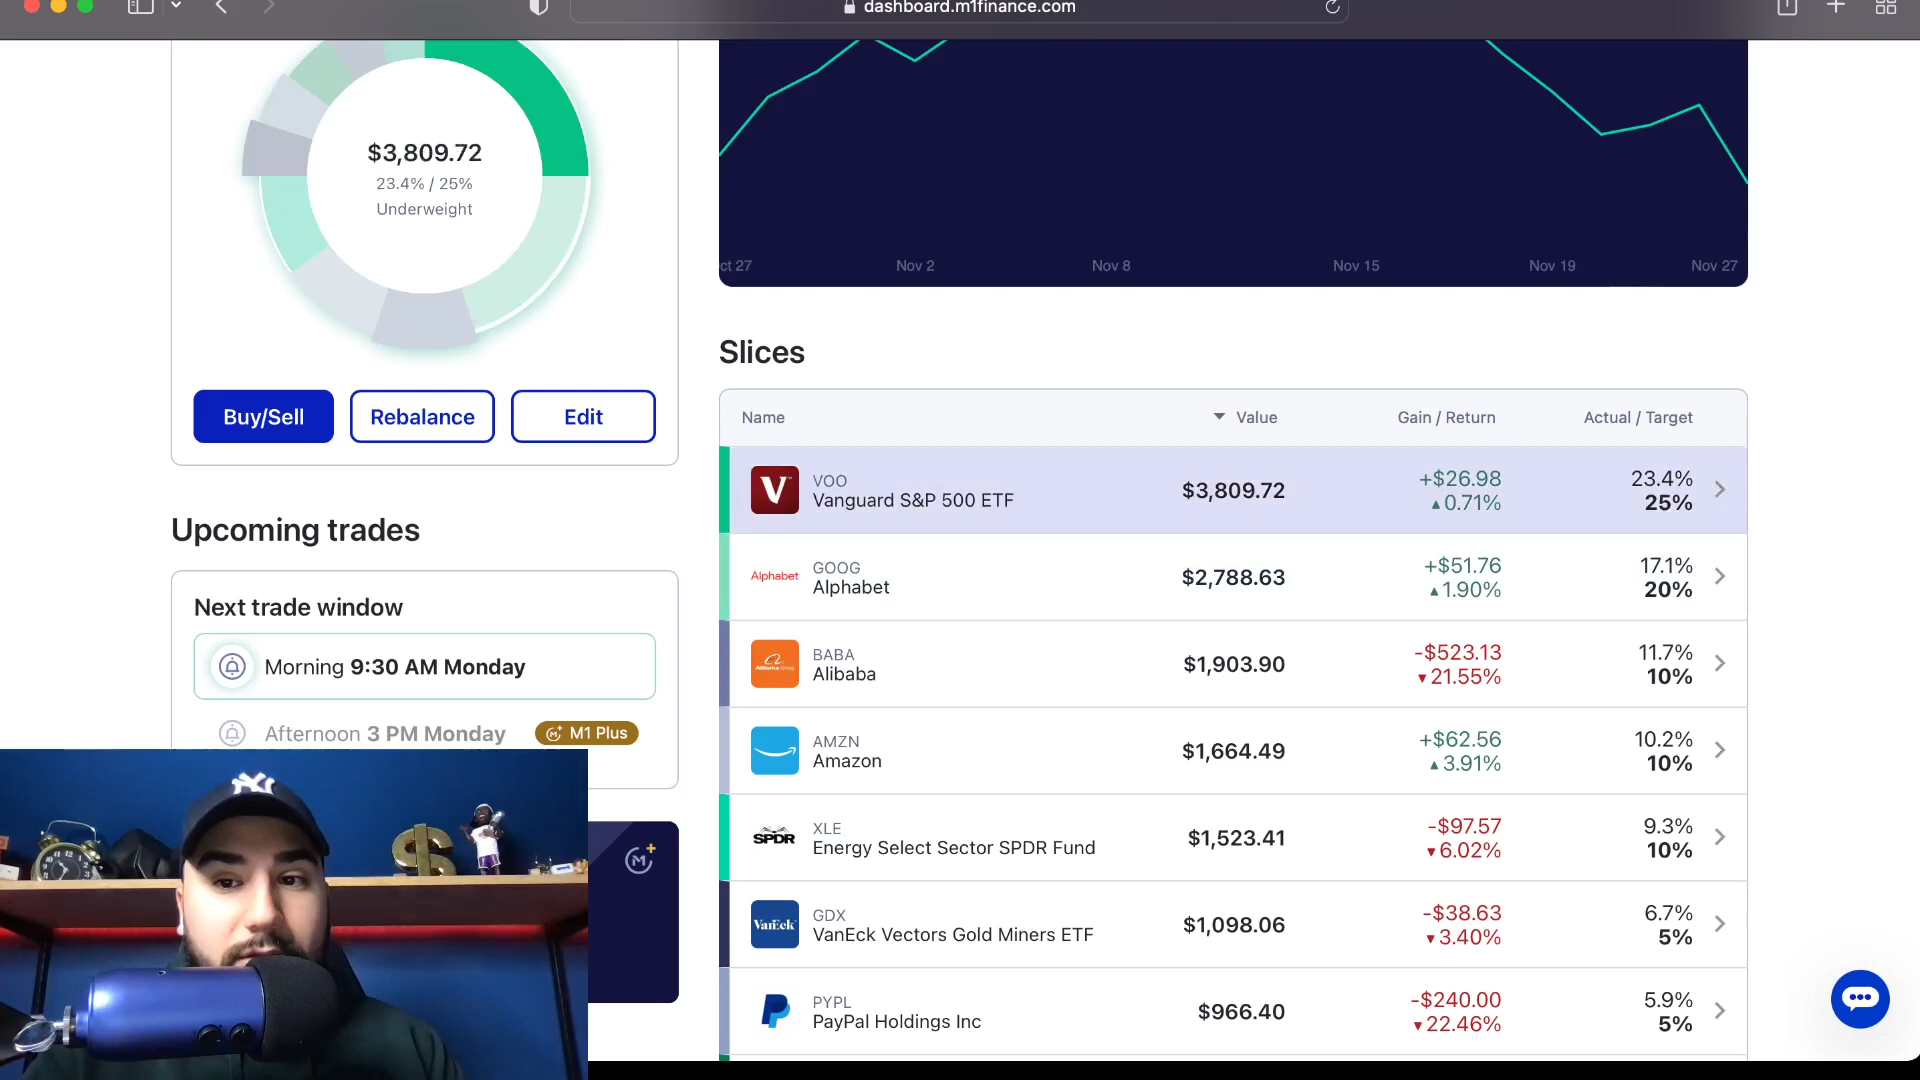 dashboard.m1finance.com
$3,809.72
23.4% / 25%
Underweight
Buy/Sell
Rebalance
Edit
ct 27
Nov 2
Nov 8
Nov 15
Nov 19
Nov 27
Slices
Name
Value
Gain / Return
Actual / Target
V
VOO
Vanguard S&P 500 ETF
$3,809.72
+$26.98
▲0.71%
23.4%
25%
Alphabet
GOOG
Alphabet
$2,788.63
+$51.76
▲1.90%
17.1%
20%
BABA
Alibaba
$1,903.90
-$523.13
▼21.55%
11.7%
10%
AMZN
Amazon
$1,664.49
+$62.56
▲3.91%
10.2%
10%
SPDR
XLE
Energy Select Sector SPDR Fund
$1,523.41
-$97.57
▼6.02%
9.3%
10%
VanEck
GDX
VanEck Vectors Gold Miners ETF
$1,098.06
-$38.63
▼3.40%
6.7%
5%
PYPL
PayPal Holdings Inc
$966.40
-$240.00
▼22.46%
5.9%
5%
Upcoming trades
Next trade window
Morning 9:30 AM Monday
Afternoon 3 PM Monday
M1 Plus
NY